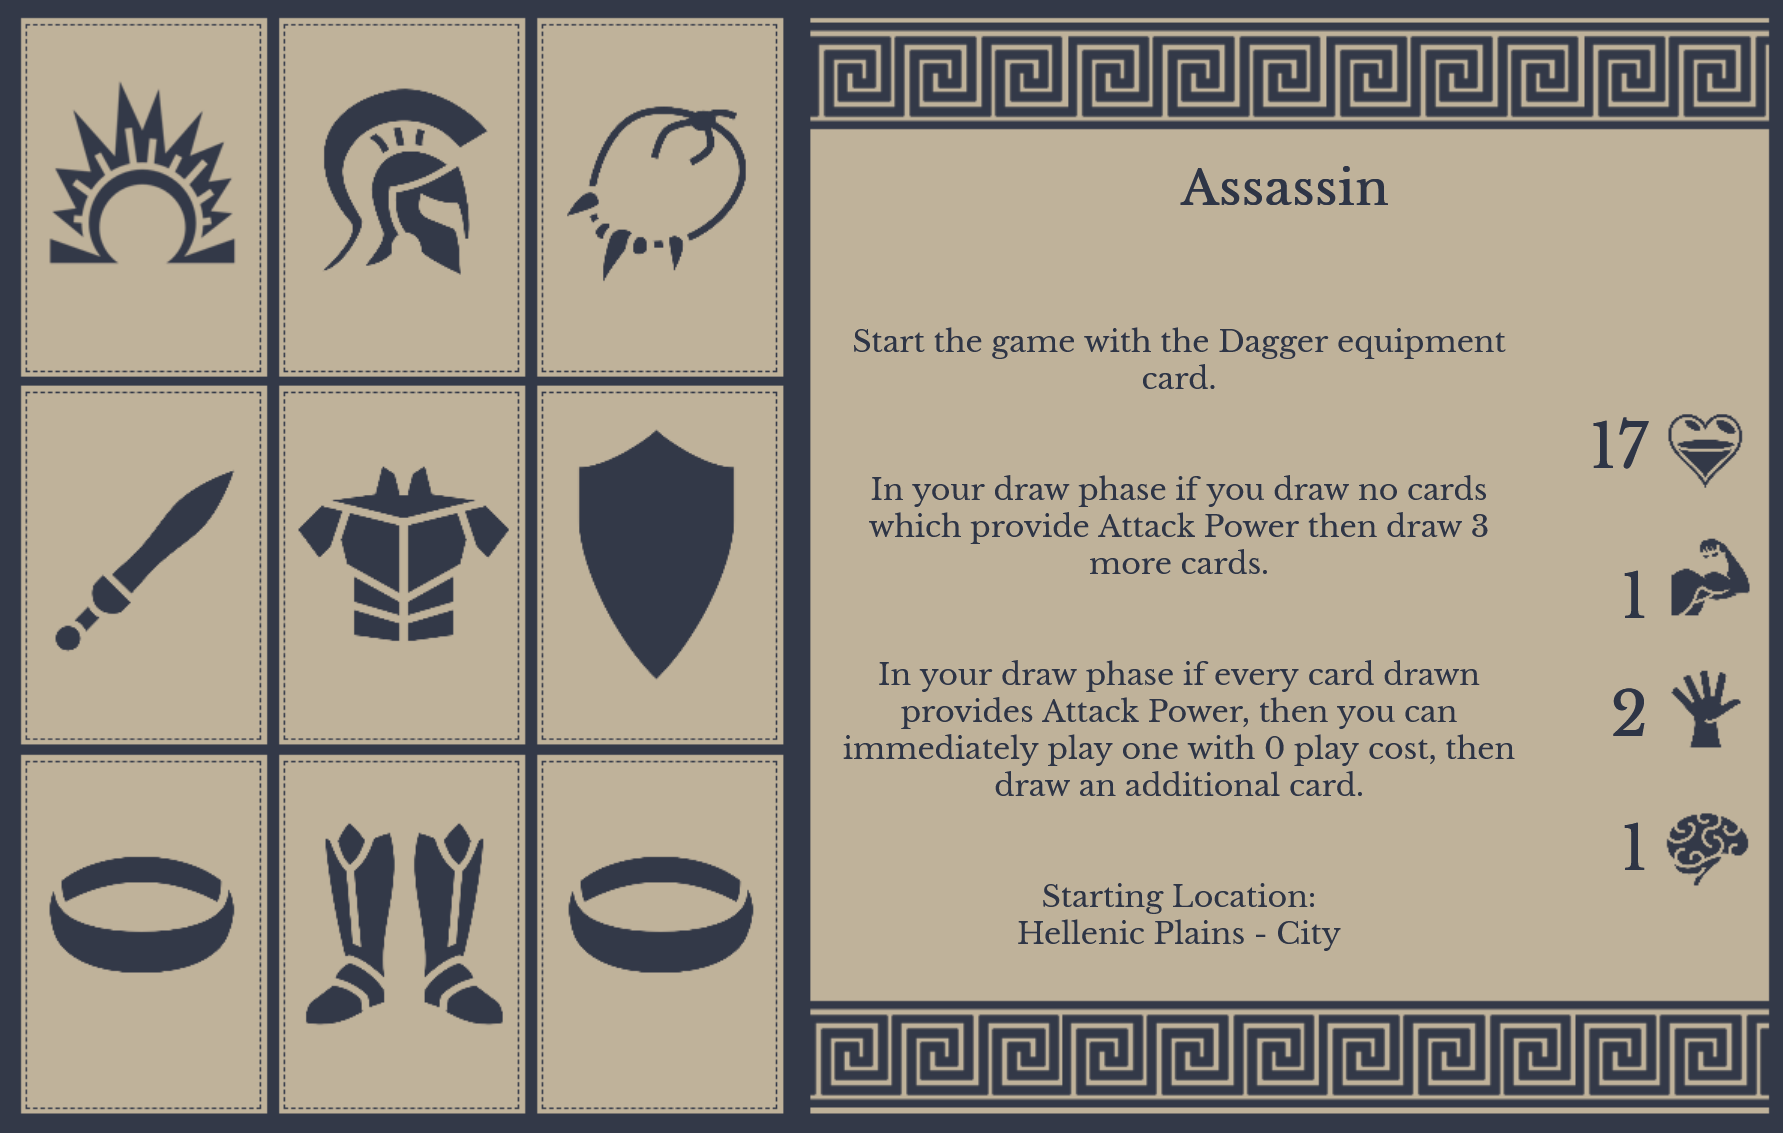 Assassin
Start the game with the Dagger equipment
card.
In your draw phase if you draw no cards
which provide Attack Power then draw 3
more cards.
In your draw phase if every card drawn
provides Attack Power, then you can
immediately play one with 0 play cost, then
draw an additional card.
Starting Location:
Hellenic Plains - City
17
1
2
1